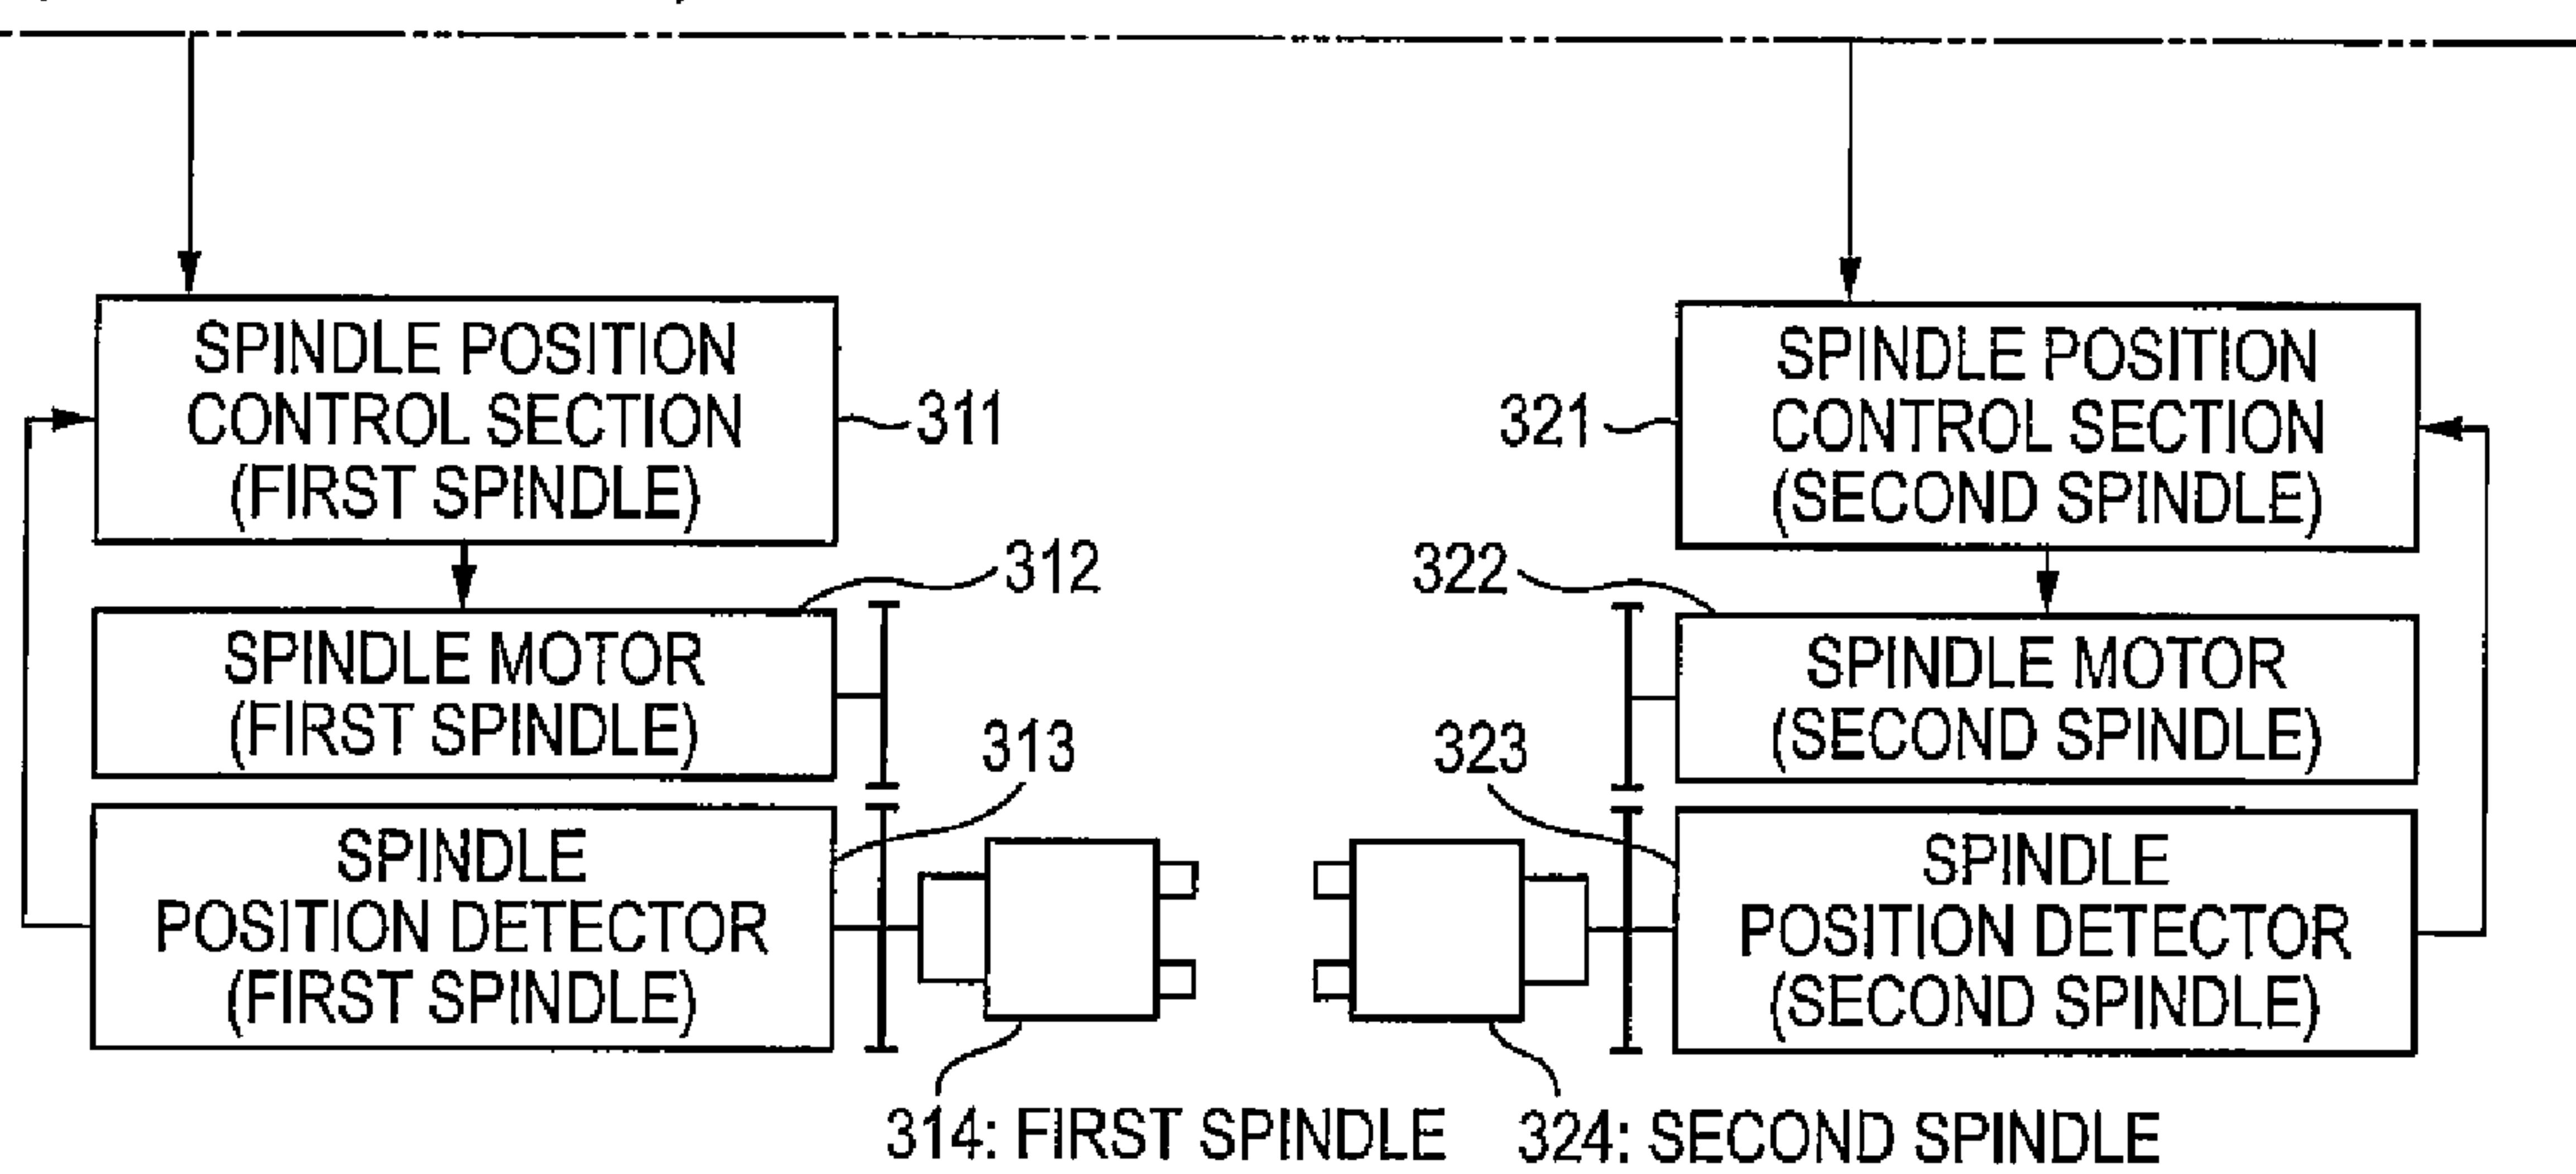 SPINDLE POSITION
CONTROL SECTION
(FIRST SPINDLE)
311
SPINDLE POSITION
CONTROL SECTION
(SECOND SPINDLE)
321
312
SPINDLE MOTOR
(FIRST SPINDLE)
322
SPINDLE MOTOR
(SECOND SPINDLE)
313
SPINDLE
POSITION DETECTOR
(FIRST SPINDLE)
323
SPINDLE
POSITION DETECTOR
(SECOND SPINDLE)
314: FIRST SPINDLE
324: SECOND SPINDLE